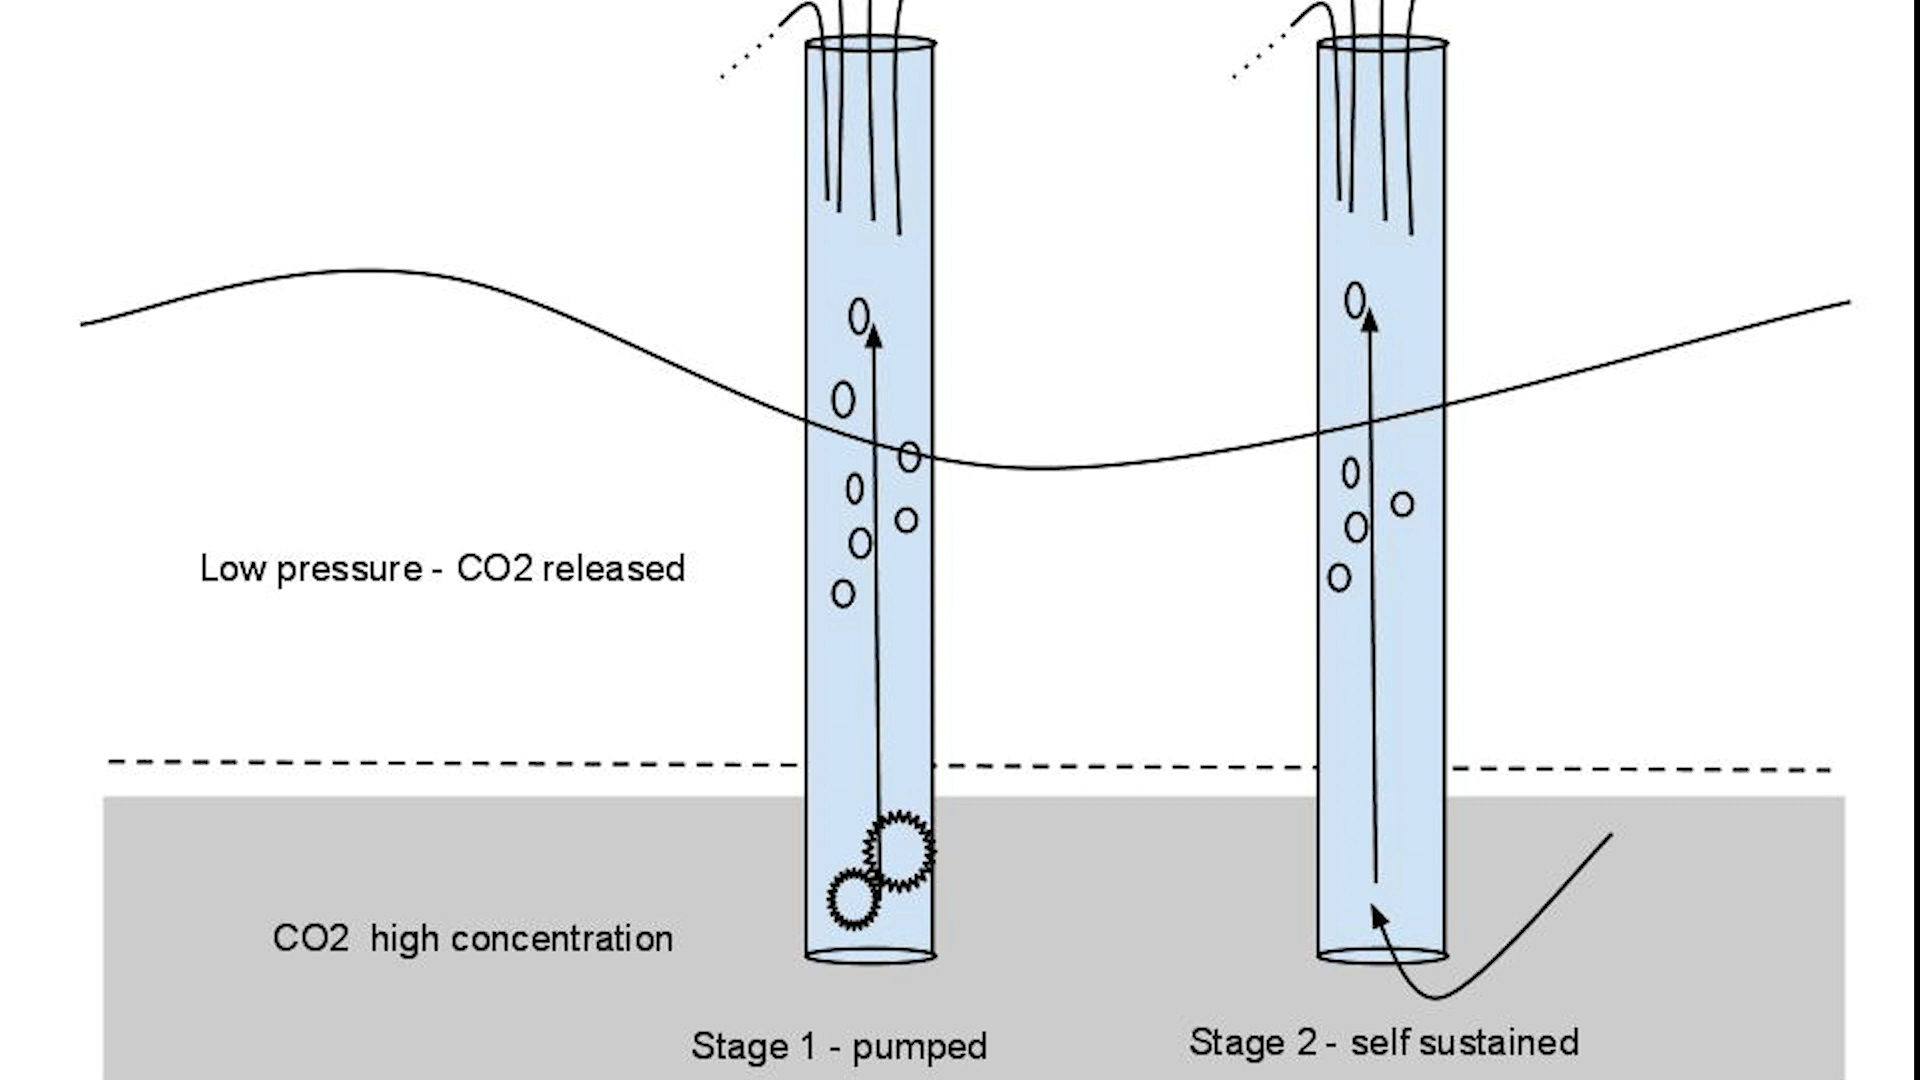 Low pressure - CO2 released
CO2 high concentration
Stage 1 - pumped
Stage 2 - self sustained